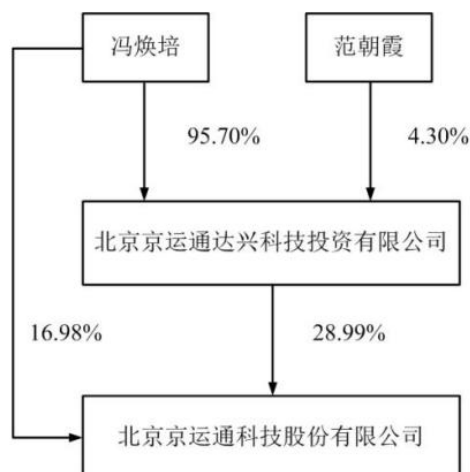 冯焕培
范朝霞
95.70%
4.30%
北京京运通达兴科技投资有限公司
16.98%
28.99%
北京京运通科技股份有限公司